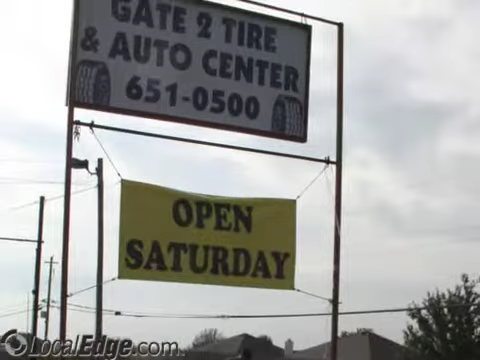 GATE 2 TIRE
& AUTO CENTER
651-0500
OPEN
SATURDAY
© LocalEdge.com